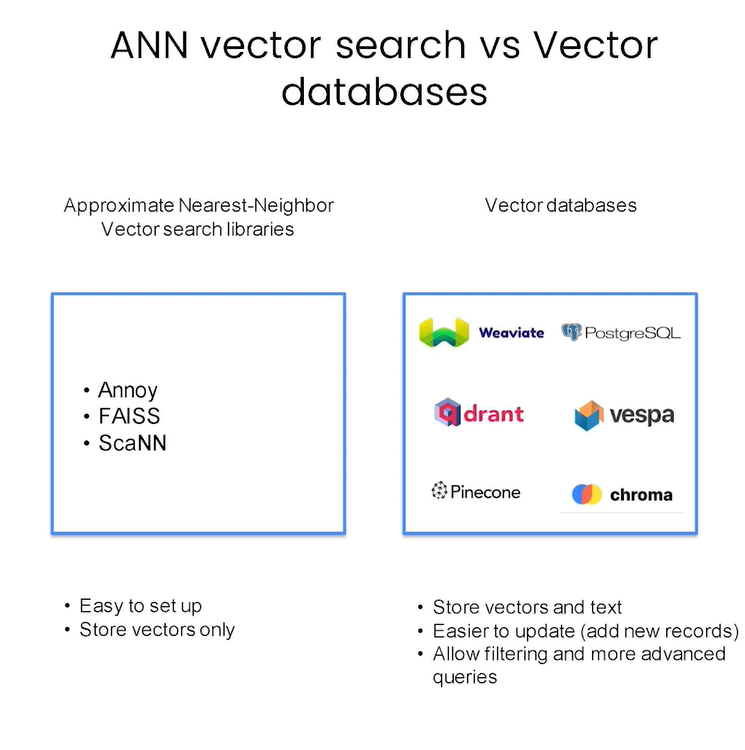 ANN vector search vs Vector
databases
Approximate Nearest-Neighbor
Vector search libraries
• Annoy
• FAISS
• ScaNN
• Easy to set up
• Store vectors only
Vector databases
Weaviate
PostgreSQL
qdrant
vespa
Pinecone
chroma
• Store vectors and text
• Easier to update (add new records)
• Allow filtering and more advanced
queries